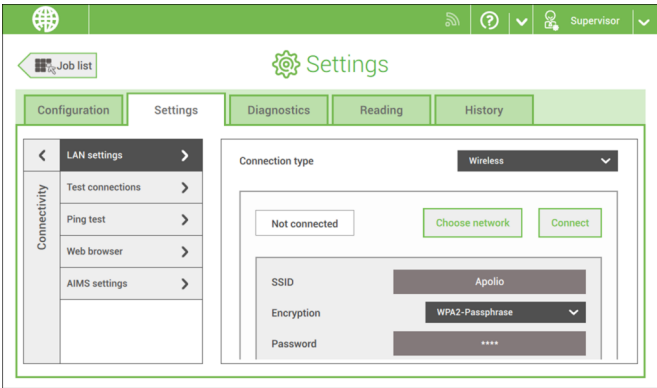 Supervisor
Job list
Settings
Configuration
Settings
Diagnostics
Reading
History
Connectivity
LAN settings
Test connections
Ping test
Web browser
AIMS settings
Connection type
Wireless
Not connected
Choose network
Connect
SSID
Apolio
Encryption
WPA2-Passphrase
Password
****